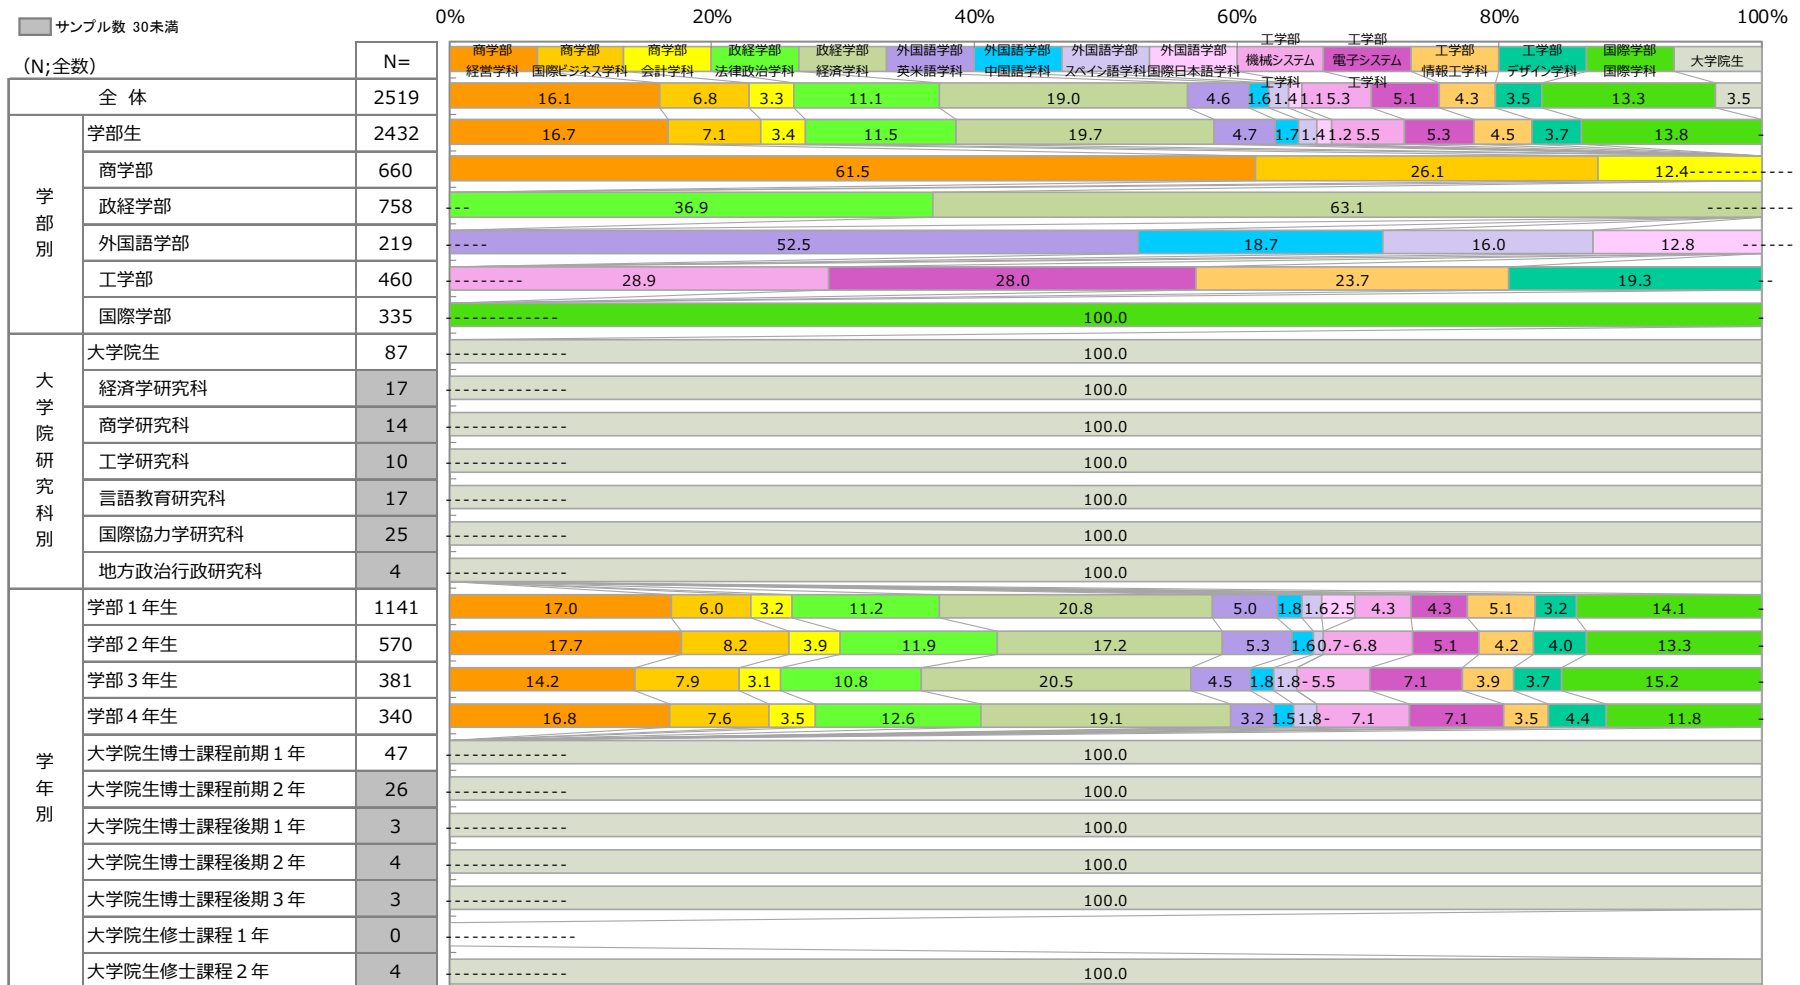 0% 20% 40% 60% 80% 100%
サンプル数 30未満
(N;全数) N=
商学部 経営学科
商学部 国際ビジネス学科
商学部 会計学科
政経学部 法律政治学科
政経学部 経済学科
外国語学部 英米語学科
外国語学部 中国語学科
外国語学部 スペイン語学科
外国語学部 国際日本語学科
工学部 機械システム 工学科
工学部 電子システム 工学科
工学部 情報工学科
工学部 デザイン学科
国際学部 国際学科
大学院生
全 体 2519 16.1 6.8 3.3 11.1 19.0 4.6 1.6 1.4 1.1 5.3 5.1 4.3 3.5 13.3 3.5
学部別
学部生 2432 16.7 7.1 3.4 11.5 19.7 4.7 1.7 1.4 1.2 5.5 5.3 4.5 3.7 13.8 -
商学部 660 61.5 26.1 12.4 ------------
政経学部 758 --- 36.9 63.1 ----------
外国語学部 219 ----- 52.5 18.7 16.0 12.8 ------
工学部 460 --------- 28.9 28.0 23.7 19.3 --
国際学部 335 ------------- 100.0 -
大学院研究科別
大学院生 87 -------------- 100.0
経済学研究科 17 -------------- 100.0
商学研究科 14 -------------- 100.0
工学研究科 10 -------------- 100.0
言語教育研究科 17 -------------- 100.0
国際協力学研究科 25 -------------- 100.0
地方政治行政研究科 4 -------------- 100.0
学年別
学部１年生 1141 17.0 6.0 3.2 11.2 20.8 5.0 1.8 1.6 2.5 4.3 4.3 5.1 3.2 14.1 -
学部２年生 570 17.7 8.2 3.9 11.9 17.2 5.3 1.6 0.7 - 6.8 5.1 4.2 4.0 13.3 -
学部３年生 381 14.2 7.9 3.1 10.8 20.5 4.5 1.8 1.8 - 5.5 7.1 3.9 3.7 15.2 -
学部４年生 340 16.8 7.6 3.5 12.6 19.1 3.2 1.5 1.8 - 7.1 7.1 3.5 4.4 11.8 -
大学院生博士課程前期１年 47 -------------- 100.0
大学院生博士課程前期２年 26 -------------- 100.0
大学院生博士課程後期１年 3 -------------- 100.0
大学院生博士課程後期２年 4 -------------- 100.0
大学院生博士課程後期３年 3 -------------- 100.0
大学院生修士課程１年 0 ---------------
大学院生修士課程２年 4 -------------- 100.0